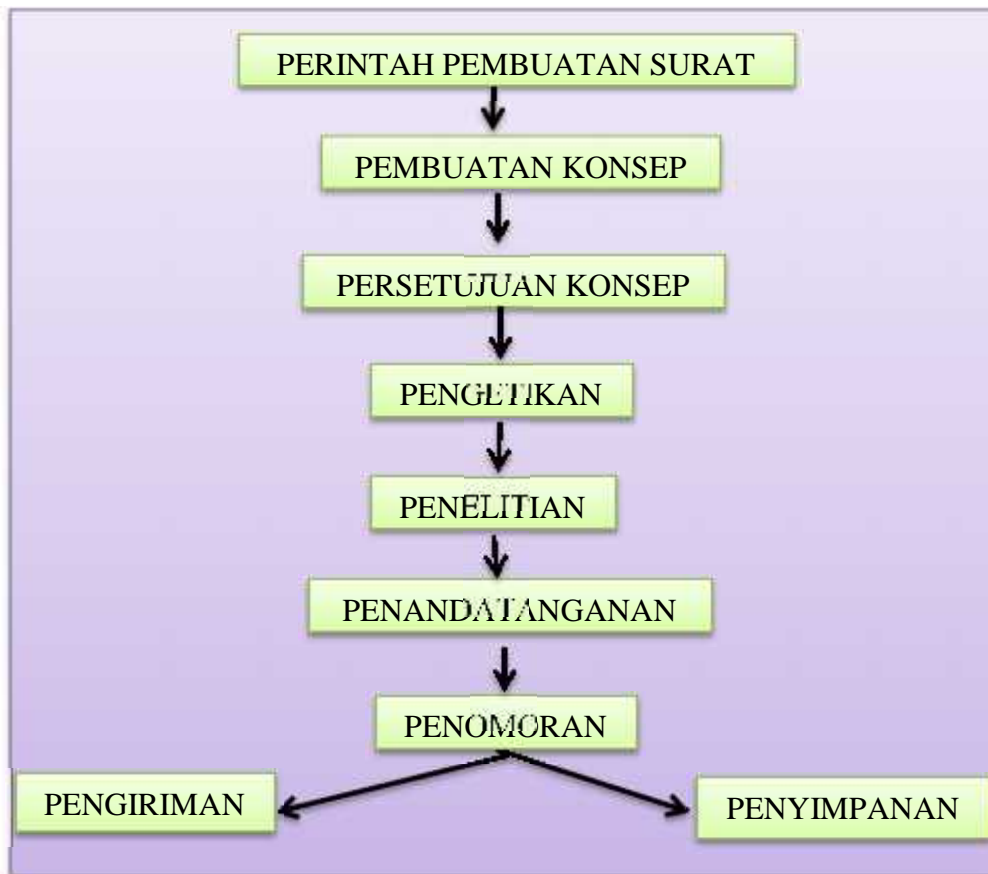 PERINTAH PEMBUATAN SURAT
PEMBUATAN KONSEP
PERSETUJUAN KONSEP
PENGETIKAN
PENELITIAN
PENANDATANGANAN
PENOMORAN
PENGIRIMAN
PENYIMPANAN